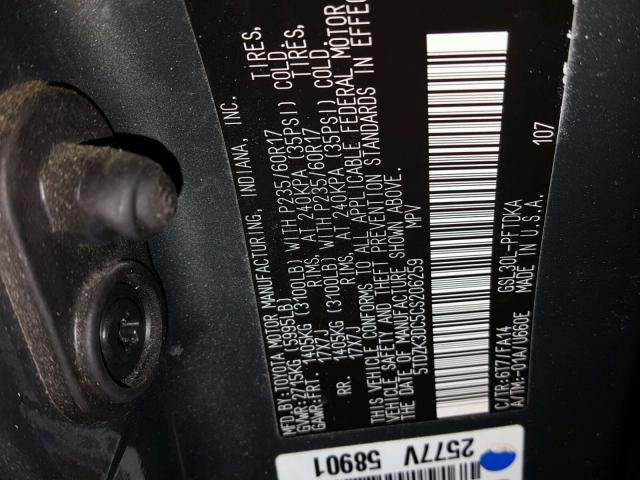 MFD.BY:TOYOTA MOTOR MANUFACTURING, INDIANA, INC.
GVWR:2715KG (5985LB)
GAWR:FRT. 1405KG (3100LB) WITH P235/60R17 TIRES,
17X7J RIMS, AT 240KPA (35PSI) COLD.
RR. 1405KG (3100LB) WITH P235/60R17 TIRES,
17X7J RIMS, AT 240KPA (35PSI) COLD.
THIS VEHICLE CONFORMS TO ALL APPLICABLE FEDERAL MOTOR
VEHICLE SAFETY AND THEFT PREVENTION STANDARDS IN EFFECT
ON THE DATE OF MANUFACTURE SHOWN ABOVE.
5TDZK3DC5CS206259 MPV
C/TR:6T7/FA14 GSL30L-PFTDKA
A/TM:-01A/U660E MADE IN U.S.A. 107
2577V
58901